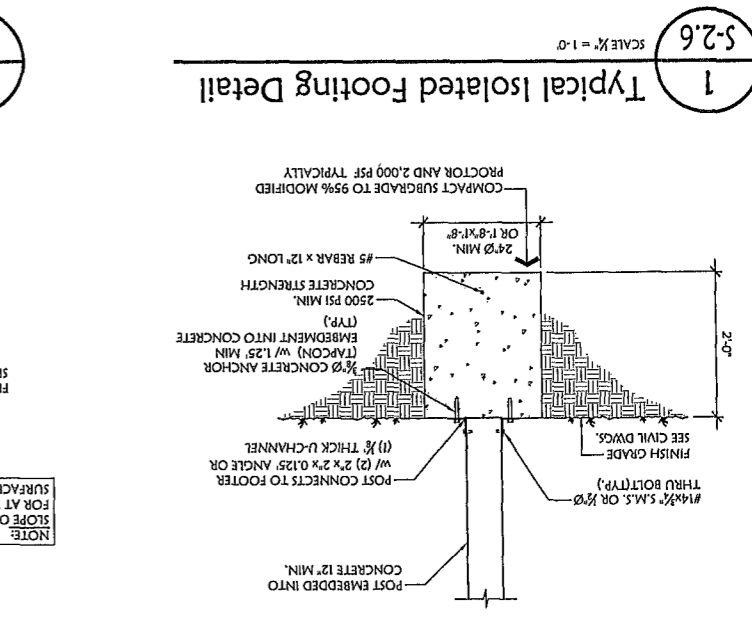 POST EMBEDDED INTO
CONCRETE 12" MIN.
NOTE:
SLOPE O
FOR AT
SURFACE
#14x¾" S.M.S. OR ½"Ø
THRU BOLT(TYP.)
POST CONNECTS TO FOOTER
w/ (2) 2"x 2"x 0.125" ANGLE OR
(1) ⅛" THICK U-CHANNEL
FINISH GRADE
SEE CIVIL DWGS.
⅜"Ø CONCRETE ANCHOR
(TAPCON) w/ 1.25" MIN
EMBEDMENT INTO CONCRETE
(TYP.)
2'-0"
2500 PSI MIN.
CONCRETE STRENGTH
#5 REBAR x 12" LONG
24"Ø MIN.
OR 1'-8"x1'-8"
COMPACT SUBGRADE TO 95% MODIFIED
PROCTOR AND 2,000 PSF TYPICALLY
1
S-2.6
Typical Isolated Footing Detail
SCALE ¾" = 1-0'